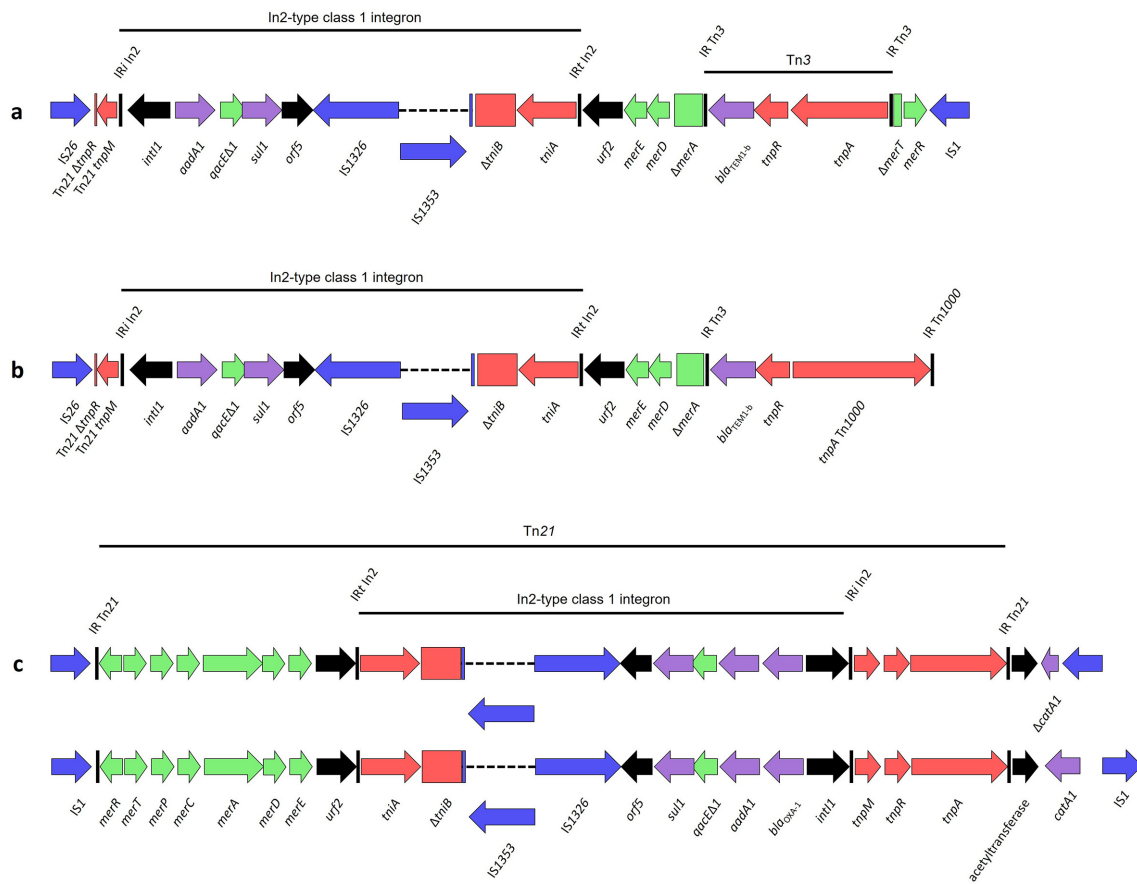 In2-type class 1 integron
IRi In2
IRt In2
IR Tn3
Tn3
IR Tn3
a
IS26
Tn21 ΔtnpR
Tn21 tnpM
intI1
aadA1
qacEΔ1
sul1
orf5
IS1326
IS1353
ΔtniB
tniA
urf2
merE
merD
ΔmerA
blaTEM1-b
tnpR
tnpA
ΔmerT
merR
IS1
In2-type class 1 integron
IRi In2
IRt In2
IR Tn3
IR Tn1000
b
IS26
Tn21 ΔtnpR
Tn21 tnpM
intI1
aadA1
qacEΔ1
sul1
orf5
IS1326
IS1353
ΔtniB
tniA
urf2
merE
merD
ΔmerA
blaTEM1-b
tnpR
tnpA Tn1000
Tn21
IR Tn21
IRt In2
In2-type class 1 integron
IRi In2
IR Tn21
c
ΔcatA1
IS1
merR
merT
merP
merC
merA
merD
merE
urf2
tniA
ΔtniB
IS1353
IS1326
orf5
sul1
qacEΔ1
aadA1
blaOXA-1
intI1
tnpM
tnpR
tnpA
acetyltransferase
catA1
IS1